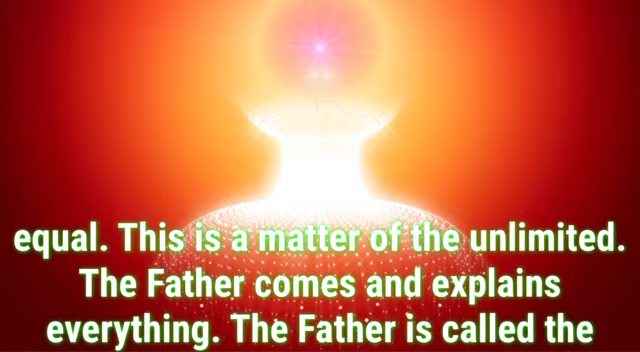 equal. This is a matter of the unlimited.
The Father comes and explains
everything. The Father is called the